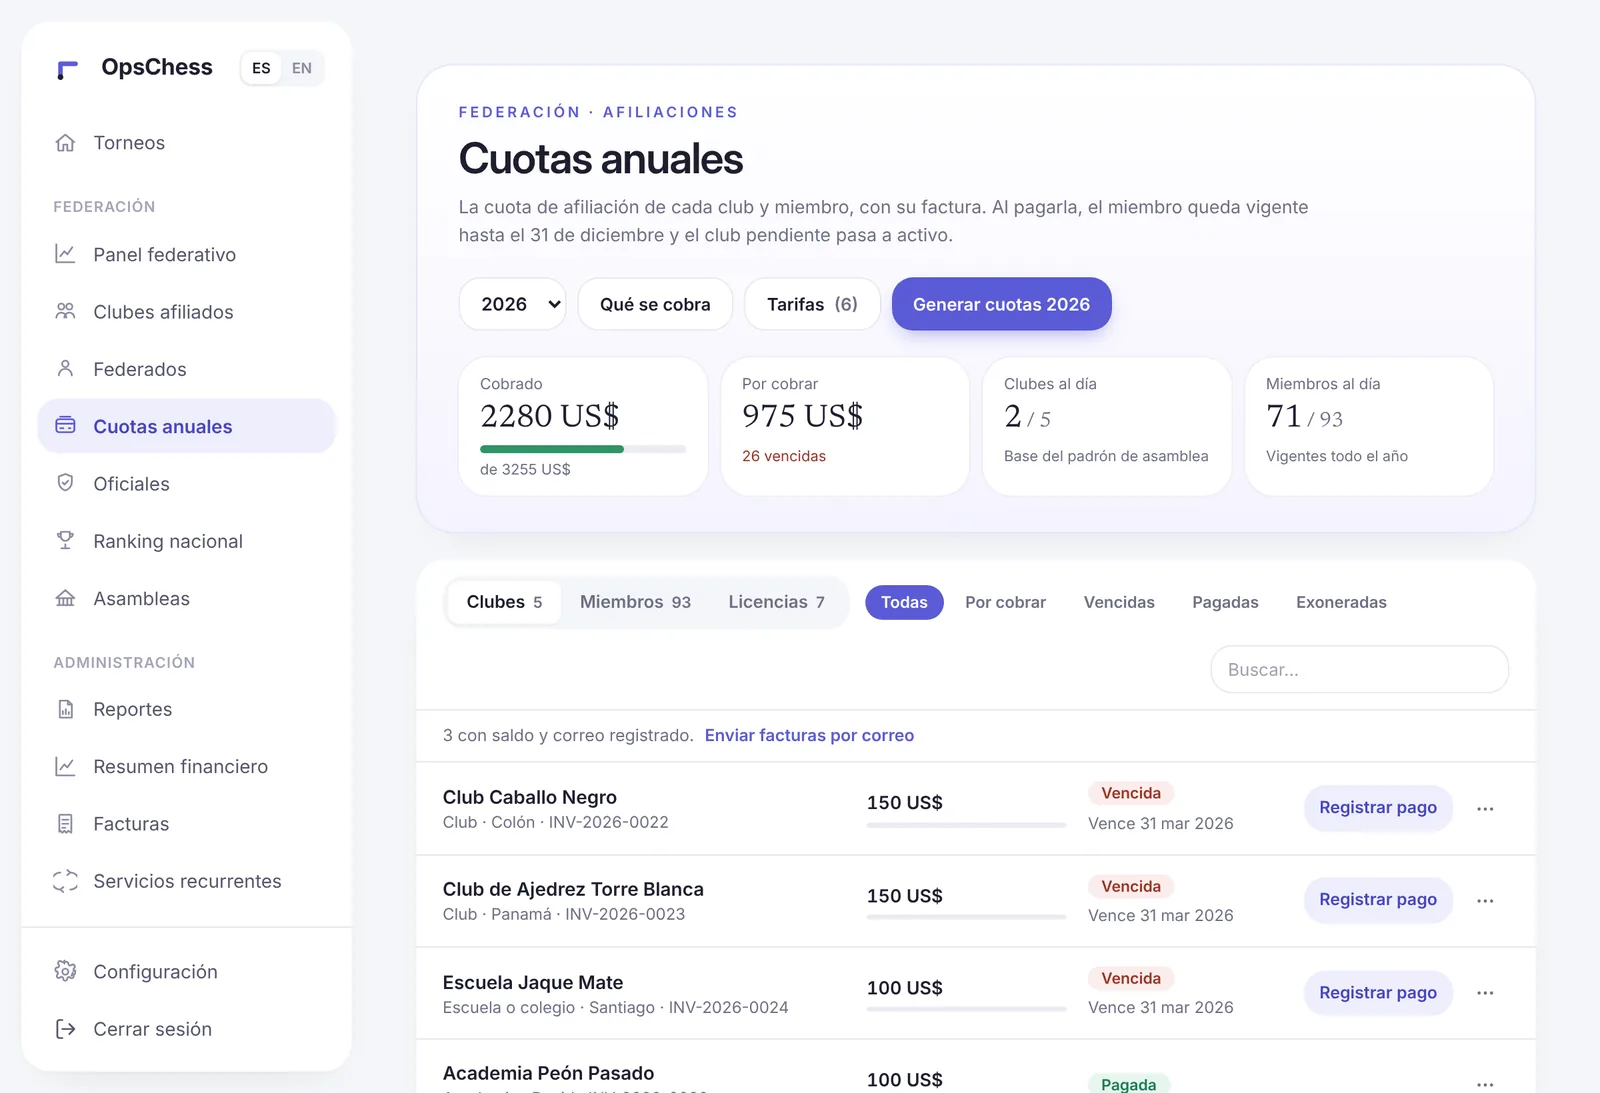 OpsChess
ES EN
Torneos
FEDERACIÓN
Panel federativo
Clubes afiliados
Federados
Cuotas anuales
Oficiales
Ranking nacional
Asambleas
ADMINISTRACIÓN
Reportes
Resumen financiero
Facturas
Servicios recurrentes
Configuración
Cerrar sesión
FEDERACIÓN · AFILIACIONES
Cuotas anuales
La cuota de afiliación de cada club y miembro, con su factura. Al pagarla, el miembro queda vigente
hasta el 31 de diciembre y el club pendiente pasa a activo.
2026 Qué se cobra Tarifas (6) Generar cuotas 2026
Cobrado
2280 US$
de 3255 US$
Por cobrar
975 US$
26 vencidas
Clubes al día
2 / 5
Base del padrón de asamblea
Miembros al día
71 / 93
Vigentes todo el año
Clubes 5 Miembros 93 Licencias 7 Todas Por cobrar Vencidas Pagadas Exoneradas
Buscar...
3 con saldo y correo registrado. Enviar facturas por correo
Club Caballo Negro
Club · Colón · INV-2026-0022
150 US$
Vencida
Vence 31 mar 2026
Registrar pago
Club de Ajedrez Torre Blanca
Club · Panamá · INV-2026-0023
150 US$
Vencida
Vence 31 mar 2026
Registrar pago
Escuela Jaque Mate
Escuela o colegio · Santiago · INV-2026-0024
100 US$
Vencida
Vence 31 mar 2026
Registrar pago
Academia Peón Pasado
100 US$
Pagada